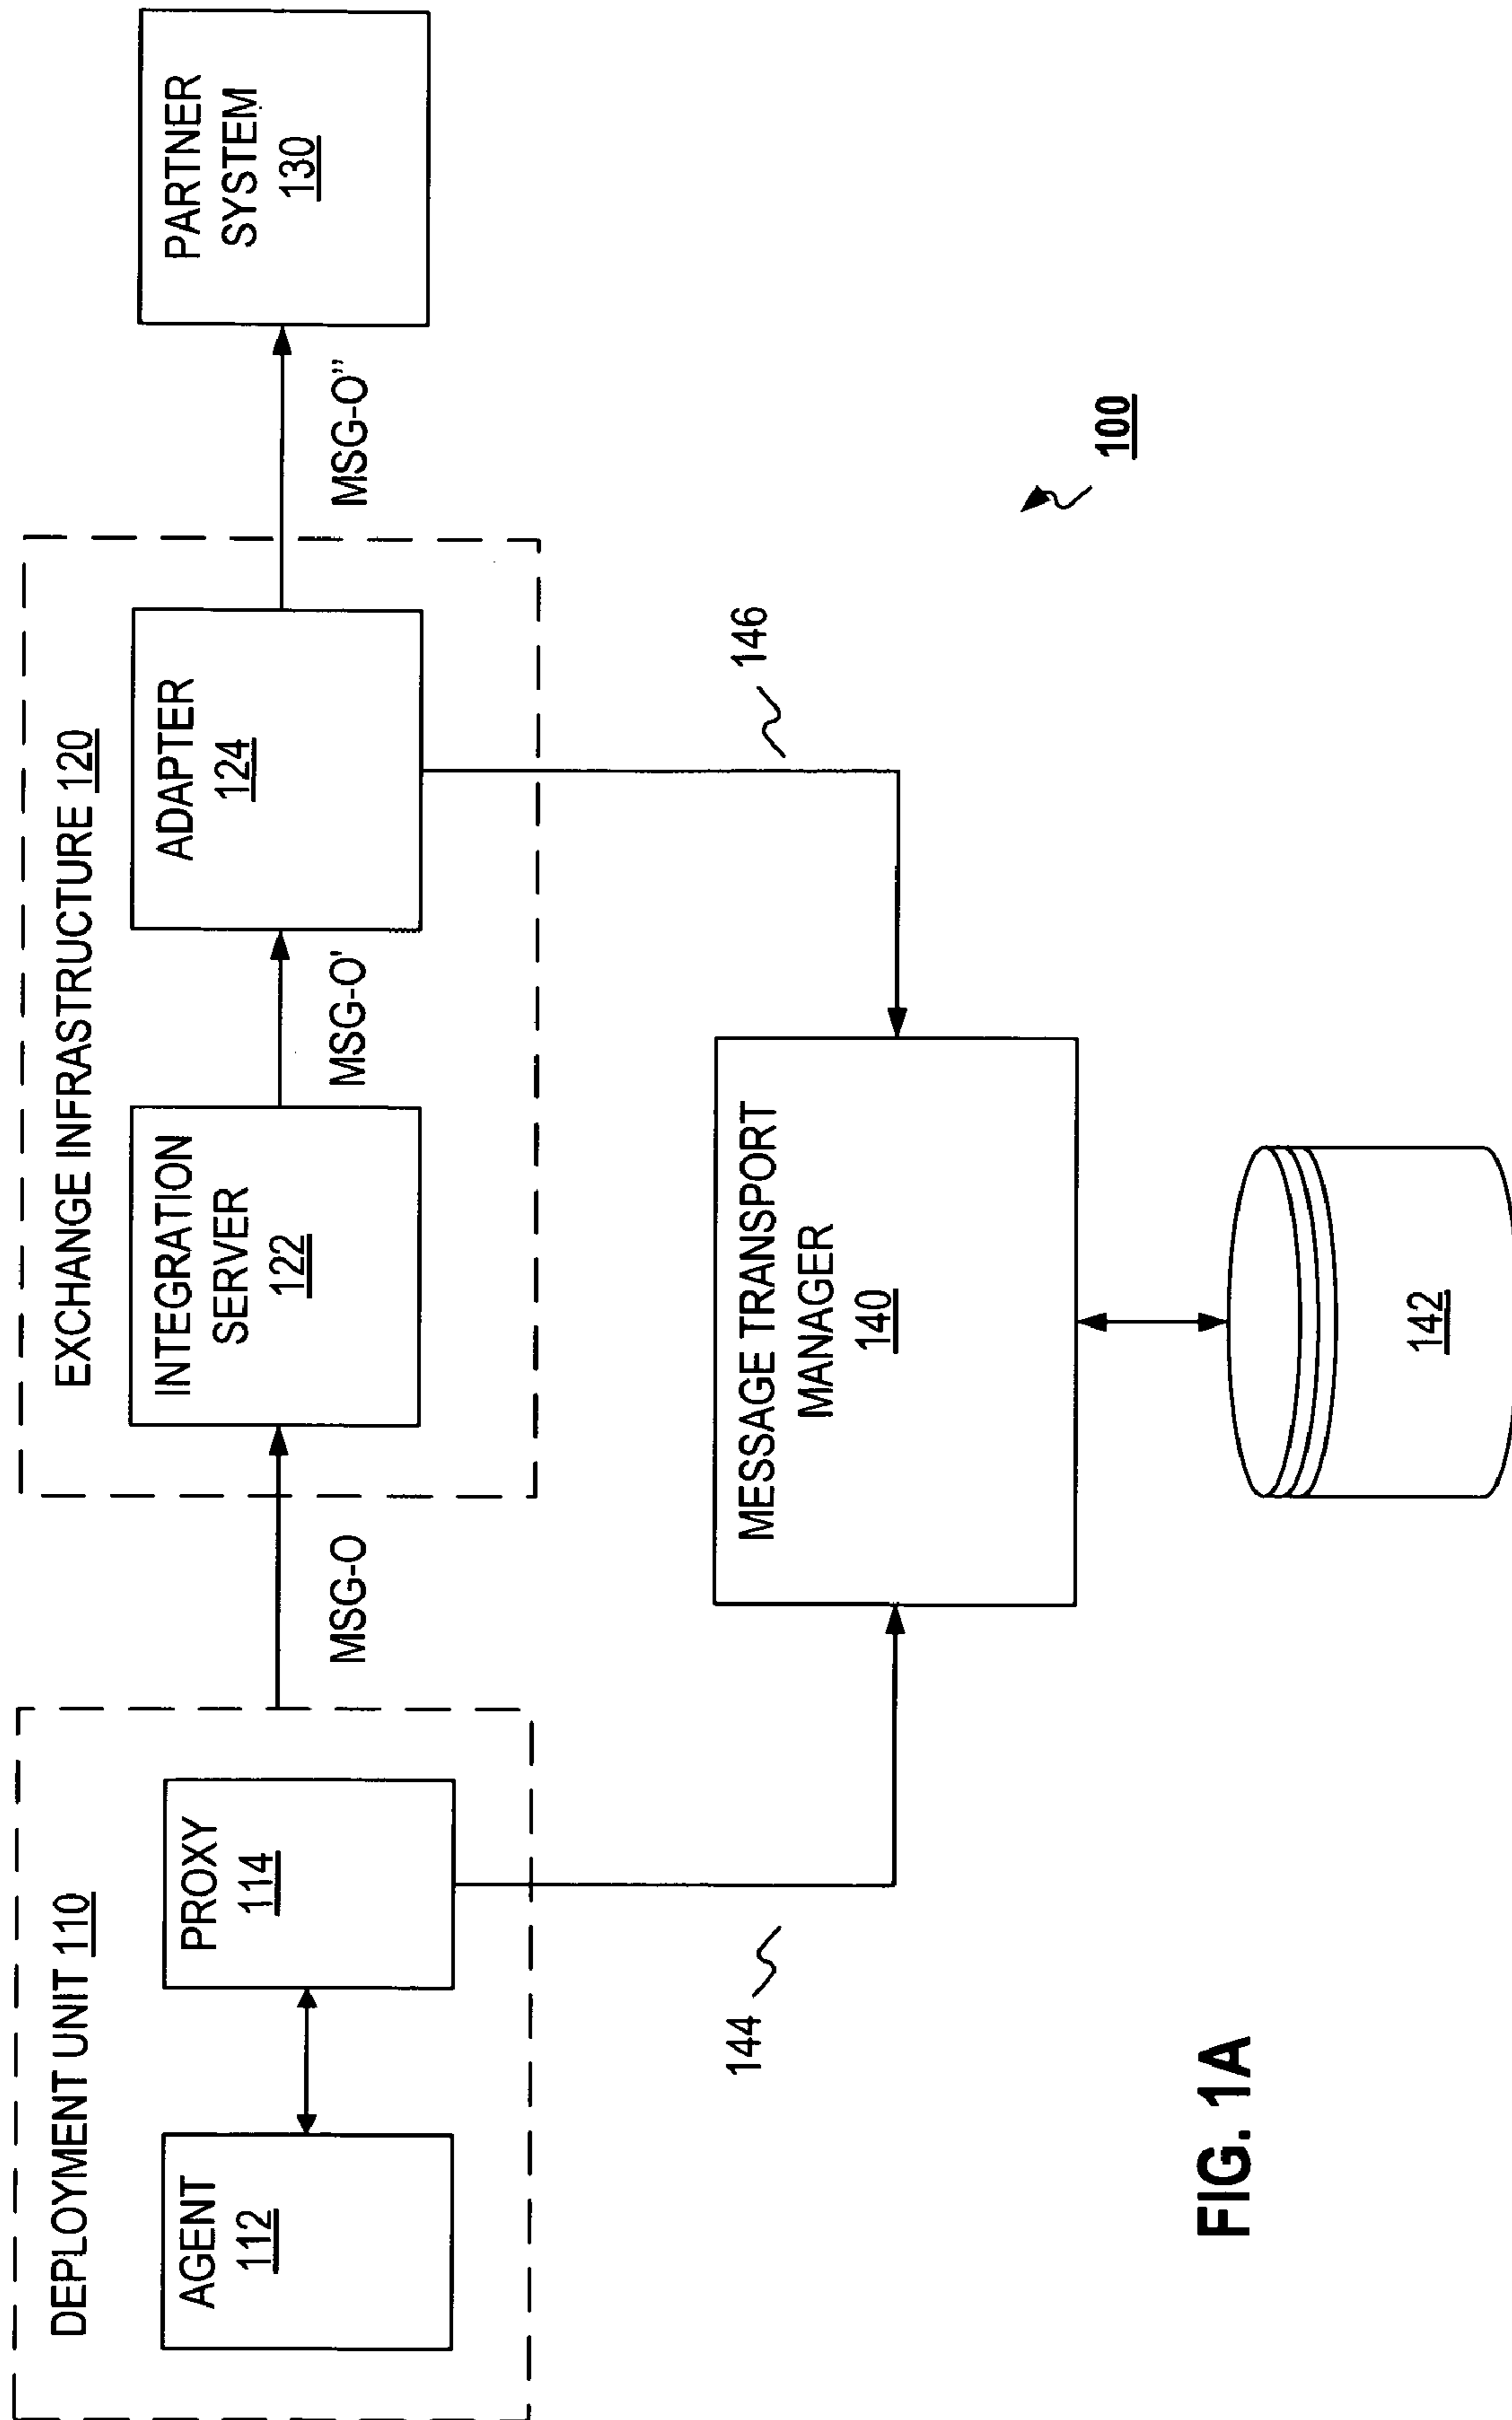 DEPLOYMENT UNIT 110
AGENT
112
PROXY
114
MSG-O
EXCHANGE INFRASTRUCTURE 120
INTEGRATION
SERVER
122
MSG-O'
ADAPTER
124
MSG-O"
PARTNER
SYSTEM
130
144
MESSAGE TRANSPORT
MANAGER
140
146
142
100
FIG. 1A